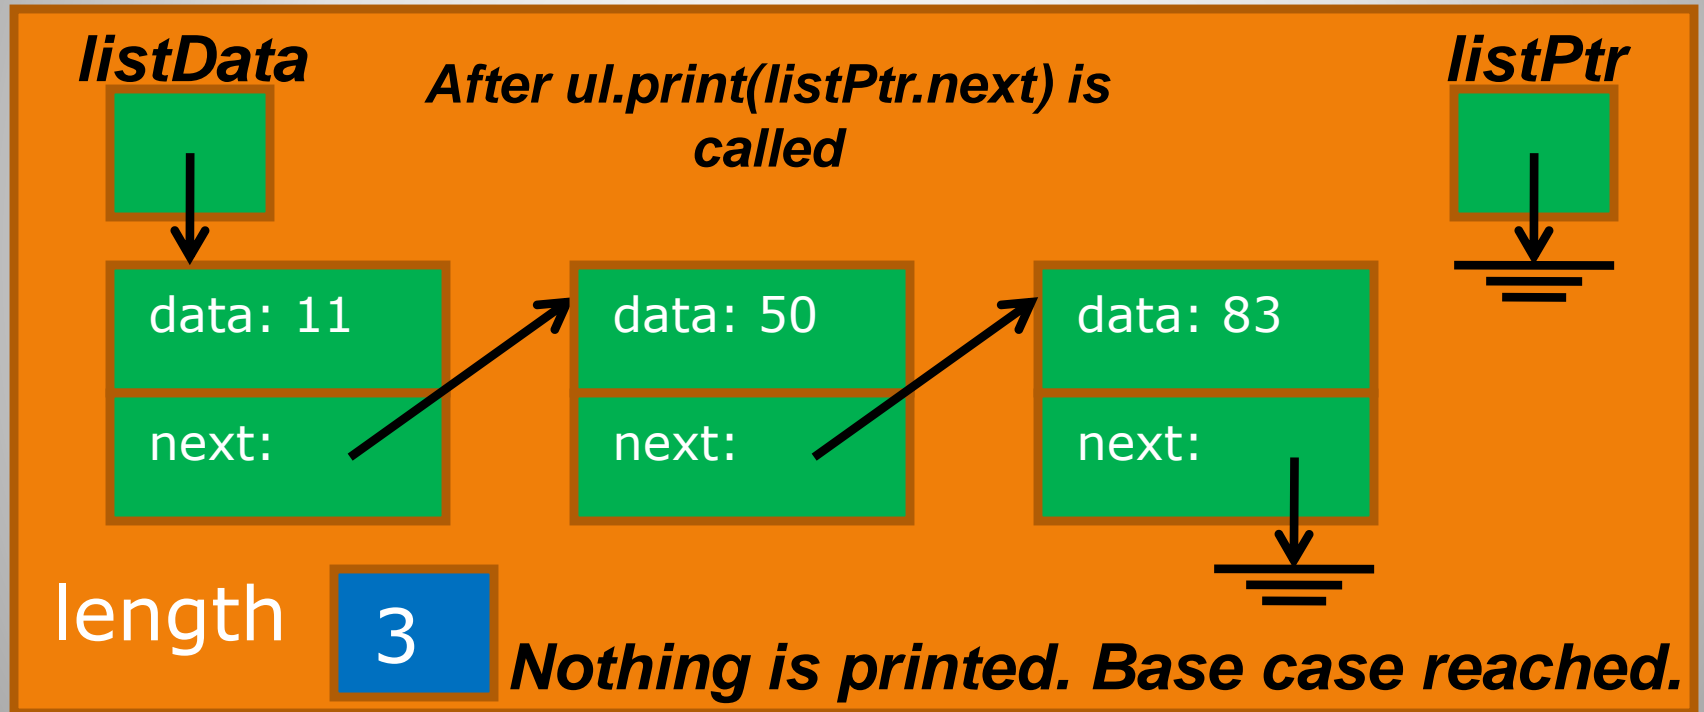 listData
After ul.print(listPtr.next) is
called
listPtr
data: 11
data: 50
data: 83
next:
next:
next:
length
3
Nothing is printed. Base case reached.